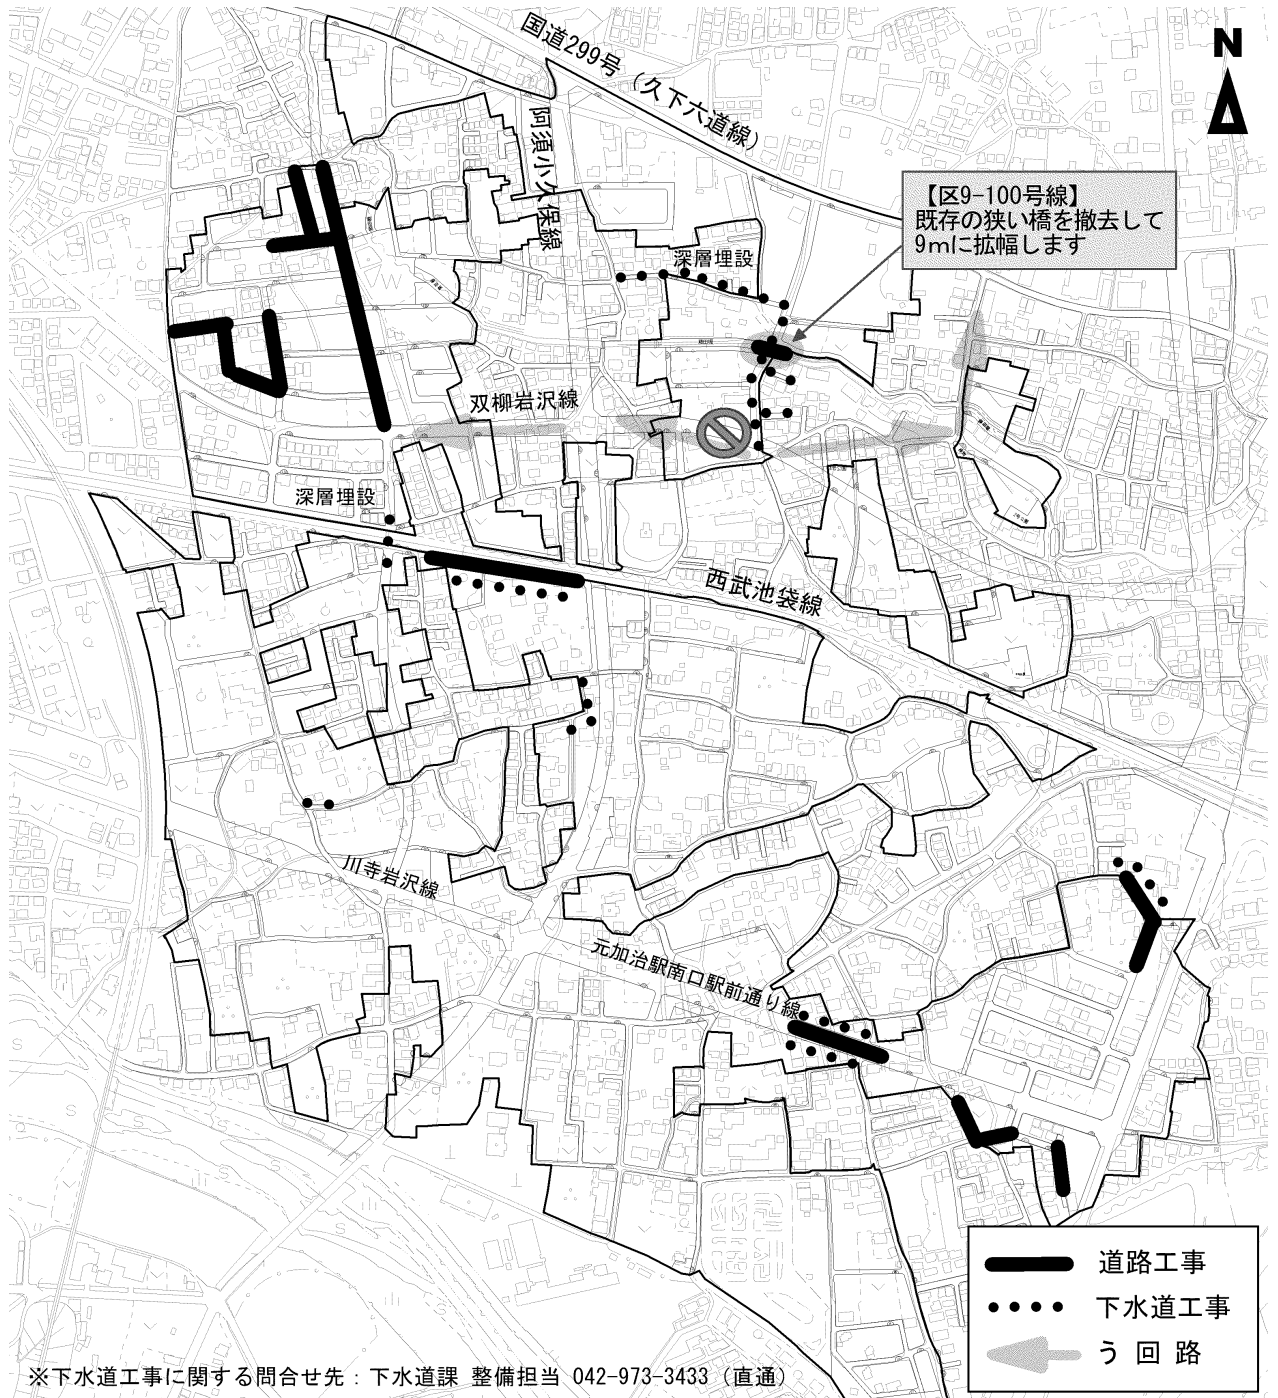 国道299号（久下六道線）
N
阿須小久保線
【区9-100号線】
既存の狭い橋を撤去して
9mに拡幅します
深層埋設
双柳岩沢線
深層埋設
西武池袋線
川寺岩沢線
元加治駅南口駅前通り線
道路工事
下水道工事
う回路
※下水道工事に関する問合せ先：下水道課 整備担当 042-973-3433（直通）